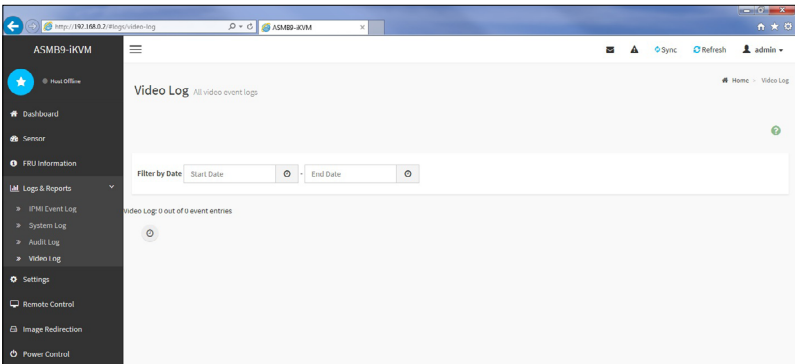 http://192.168.0.7/#logs/video-log
ASMB9-iKVM
ASMB9-iKVM
Sync
Refresh
admin
Host Offline
Video Log All video event logs
Home - Video Log
Dashboard
Sensor
FRU Information
Filter by Date Start Date - End Date
Logs & Reports
Video Log: 0 out of 0 event entries
» IPMI Event Log
» System Log
» Audit Log
» Video Log
Settings
Remote Control
Image Redirection
Power Control